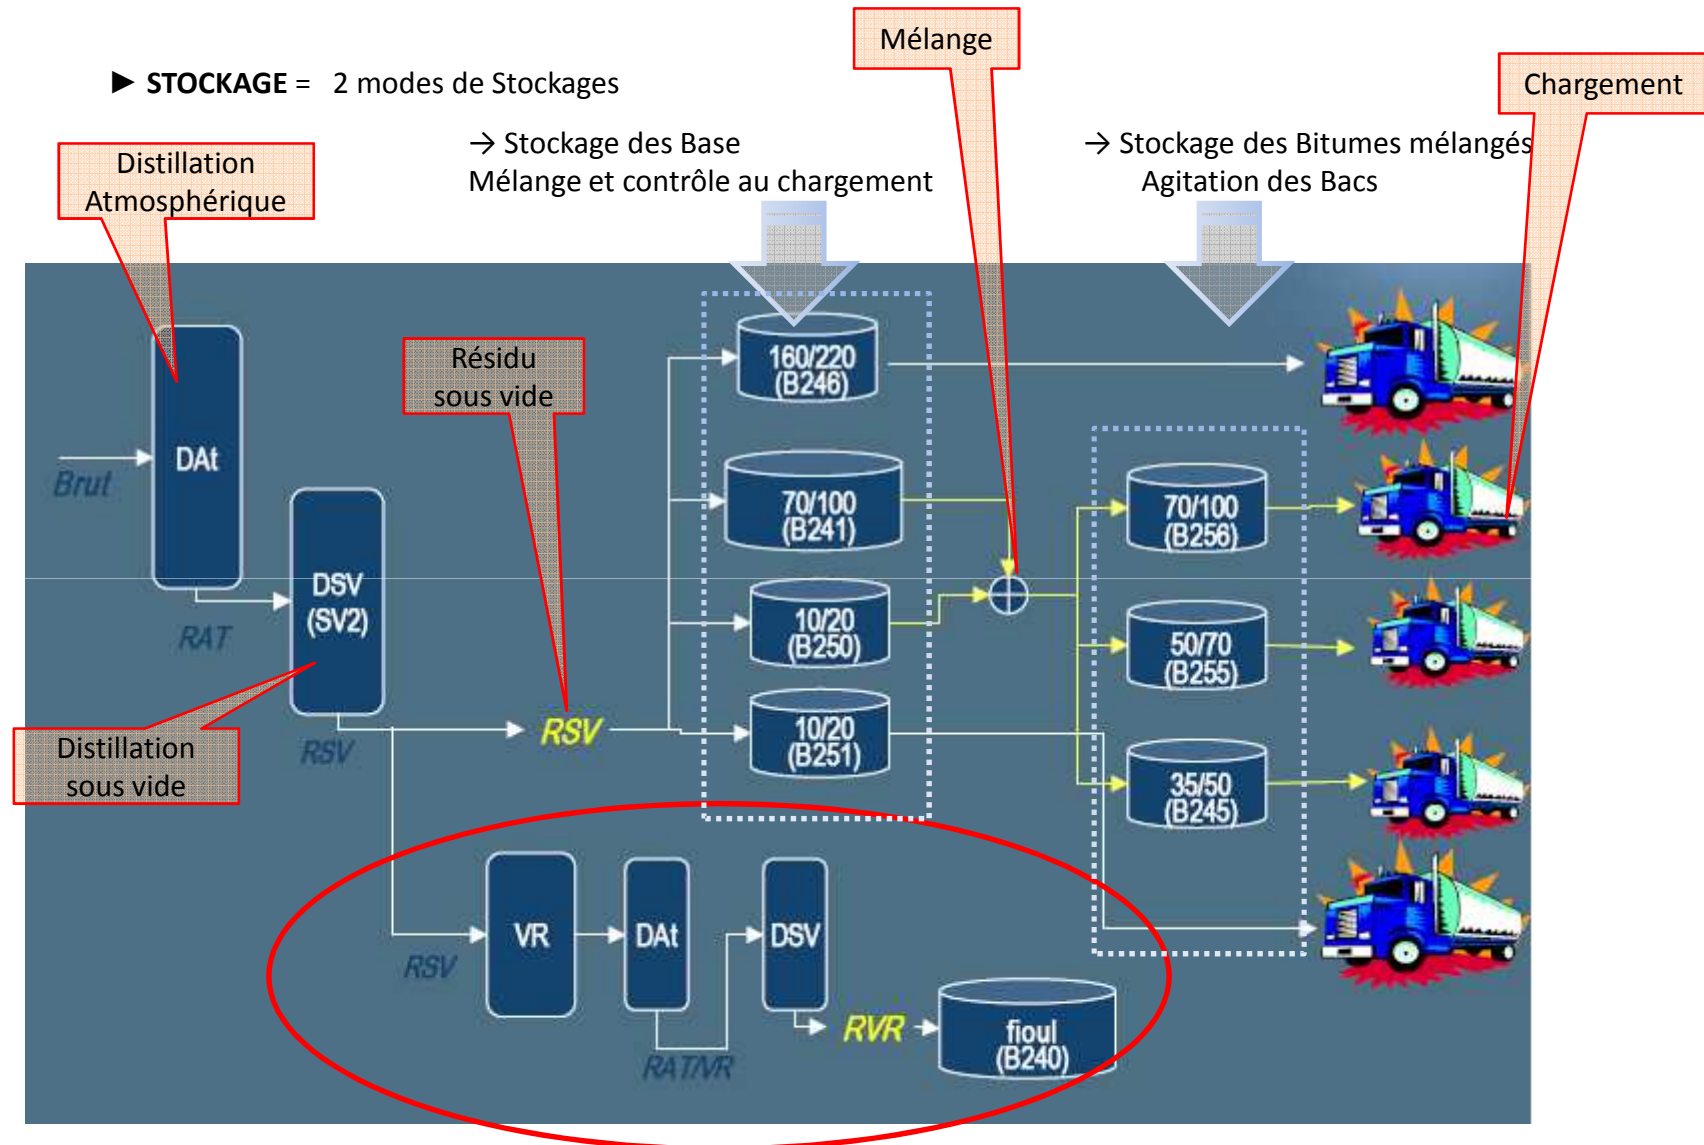 Mélange
► STOCKAGE = 2 modes de Stockages
Chargement
→ Stockage des Base
Mélange et contrôle au chargement
→ Stockage des Bitumes mélangés
Agitation des Bacs
Distillation
Atmosphérique
Résidu
sous vide
160/220
(B246)
Brut
DAt
70/100
(B241)
70/100
(B256)
DSV
(SV2)
RAT
10/20
(B250)
50/70
(B255)
Distillation
sous vide
RSV
RSV
10/20
(B251)
35/50
(B245)
RSV
VR
DAt
DSV
RAT/VR
RVR
fioul
(B240)